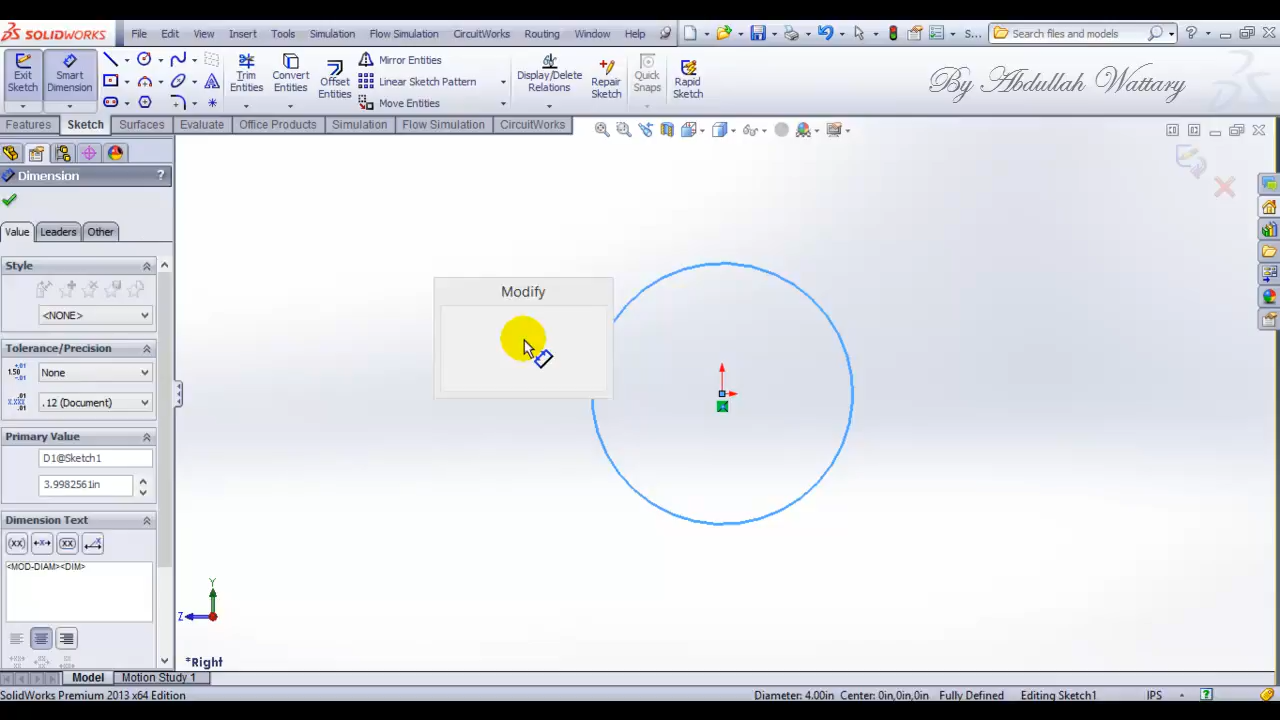 SOLIDWORKS File Edit View Insert Tools Simulation Flow Simulation CircuitWorks Routing Window Help S... Search files and models
Exit Sketch
Smart Dimension
Trim Entities
Convert Entities
Offset Entities
Mirror Entities
Linear Sketch Pattern
Move Entities
Display/Delete Relations
Repair Sketch
Quick Snaps
Rapid Sketch
By Abdullah Wattary
Features Sketch Surfaces Evaluate Office Products Simulation Flow Simulation CircuitWorks
Dimension ?
Value Leaders Other
Style
<NONE>
Tolerance/Precision
None
.12 (Document)
Primary Value
D1@Sketch1
3.9982561in
Dimension Text
<MOD-DIAM><DIM>
Modify
Y
Z
*Right
Model Motion Study 1
SolidWorks Premium 2013 x64 Edition Diameter: 4.00in Center: 0in,0in,0in Fully Defined Editing Sketch1 IPS